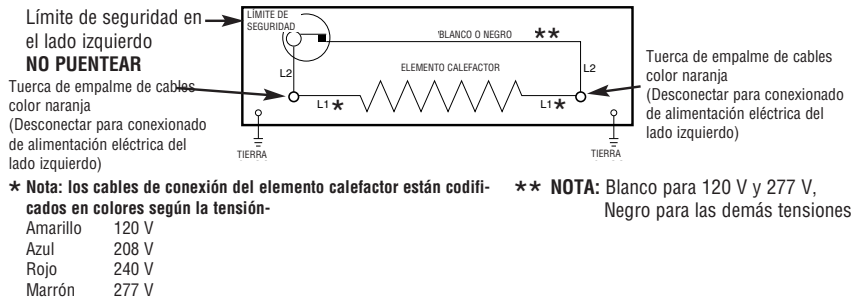 Límite de seguridad en
el lado izquierdo
NO PUENTEAR
Tuerca de empalme de cables
color naranja
(Desconectar para conexionado
de alimentación eléctrica del
lado izquierdo)
LÍMITE DE
SEGURIDAD
'BLANCO O NEGRO **
ELEMENTO CALEFACTOR
L2
L2
L1*
L1*
TIERRA
TIERRA
Tuerca de empalme de cables
color naranja
(Desconectar para conexionado
de alimentación eléctrica del
lado izquierdo)
* Nota: los cables de conexión del elemento calefactor están codifi-
cados en colores según la tensión-
Amarillo 120 V
Azul 208 V
Rojo 240 V
Marrón 277 V
** NOTA: Blanco para 120 V y 277 V,
Negro para las demás tensiones